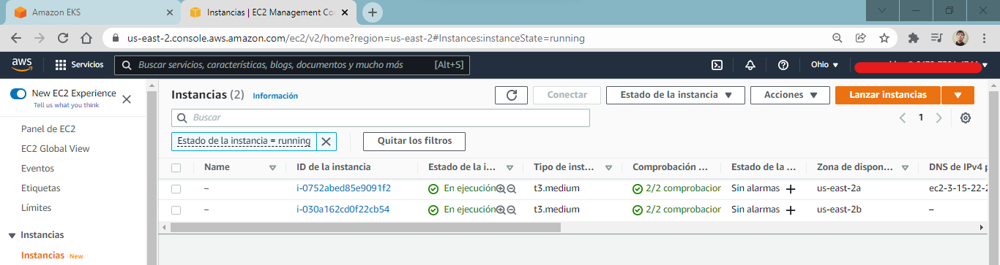 Amazon EKS
Instancias | EC2 Management Co
us-east-2.console.aws.amazon.com/ec2/v2/home?region=us-east-2#Instances:instanceState=running
aws
Servicios
Buscar servicios, características, blogs, documentos y mucho más [Alt+S]
Ohio
New EC2 Experience
Tell us what you think
Panel de EC2
EC2 Global View
Eventos
Etiquetas
Límites
Instancias
Instancias New
Instancias (2) Información
Conectar
Estado de la instancia
Acciones
Lanzar instancias
Buscar
1
Estado de la instancia = running
Quitar los filtros
Name ID de la instancia Estado de la i... Tipo de inst... Comprobación ... Estado de la ... Zona de dispon... DNS de IPv4 p
– i-0752abed85e9091f2 En ejecución t3.medium 2/2 comprobacior Sin alarmas + us-east-2a ec2-3-15-22-2
– i-030a162cd0f22cb54 En ejecución t3.medium 2/2 comprobacior Sin alarmas + us-east-2b –